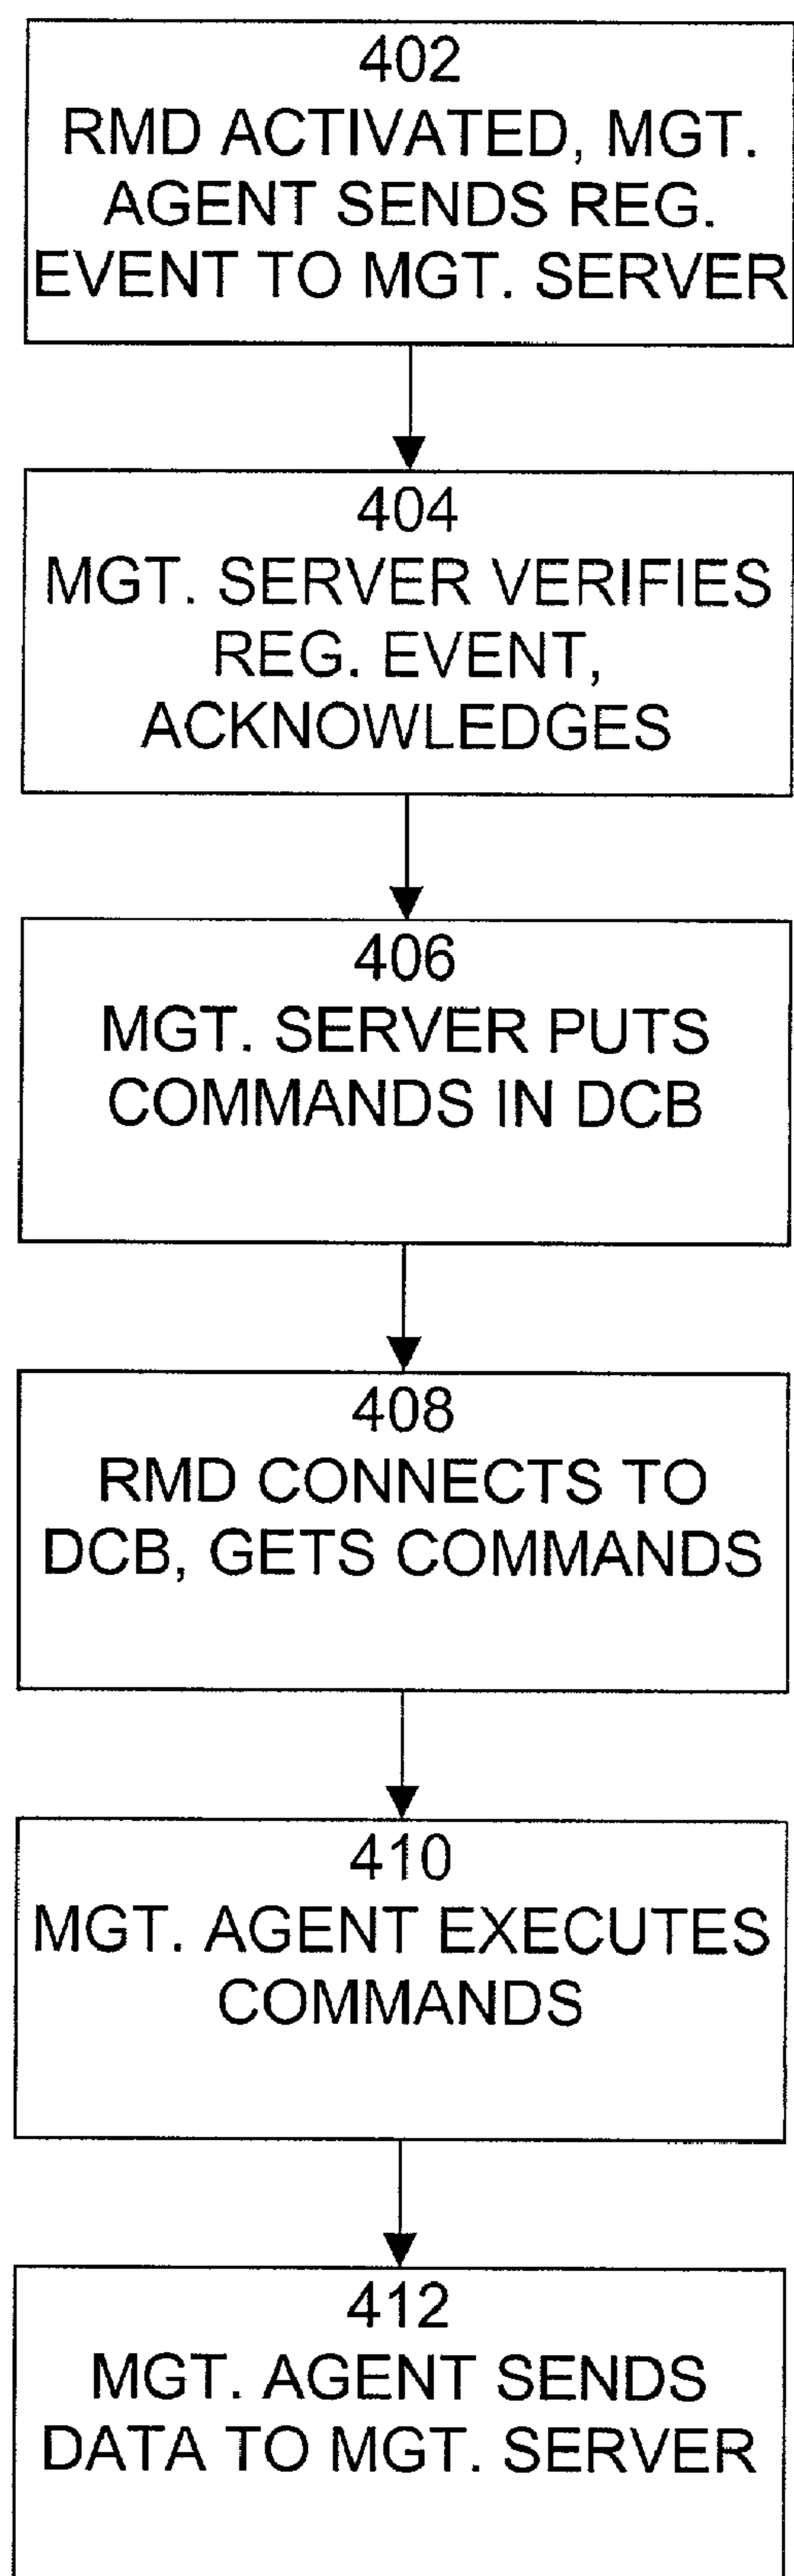 402
RMD ACTIVATED, MGT.
AGENT SENDS REG.
EVENT TO MGT. SERVER
404
MGT. SERVER VERIFIES
REG. EVENT,
ACKNOWLEDGES
406
MGT. SERVER PUTS
COMMANDS IN DCB
408
RMD CONNECTS TO
DCB, GETS COMMANDS
410
MGT. AGENT EXECUTES
COMMANDS
412
MGT. AGENT SENDS
DATA TO MGT. SERVER